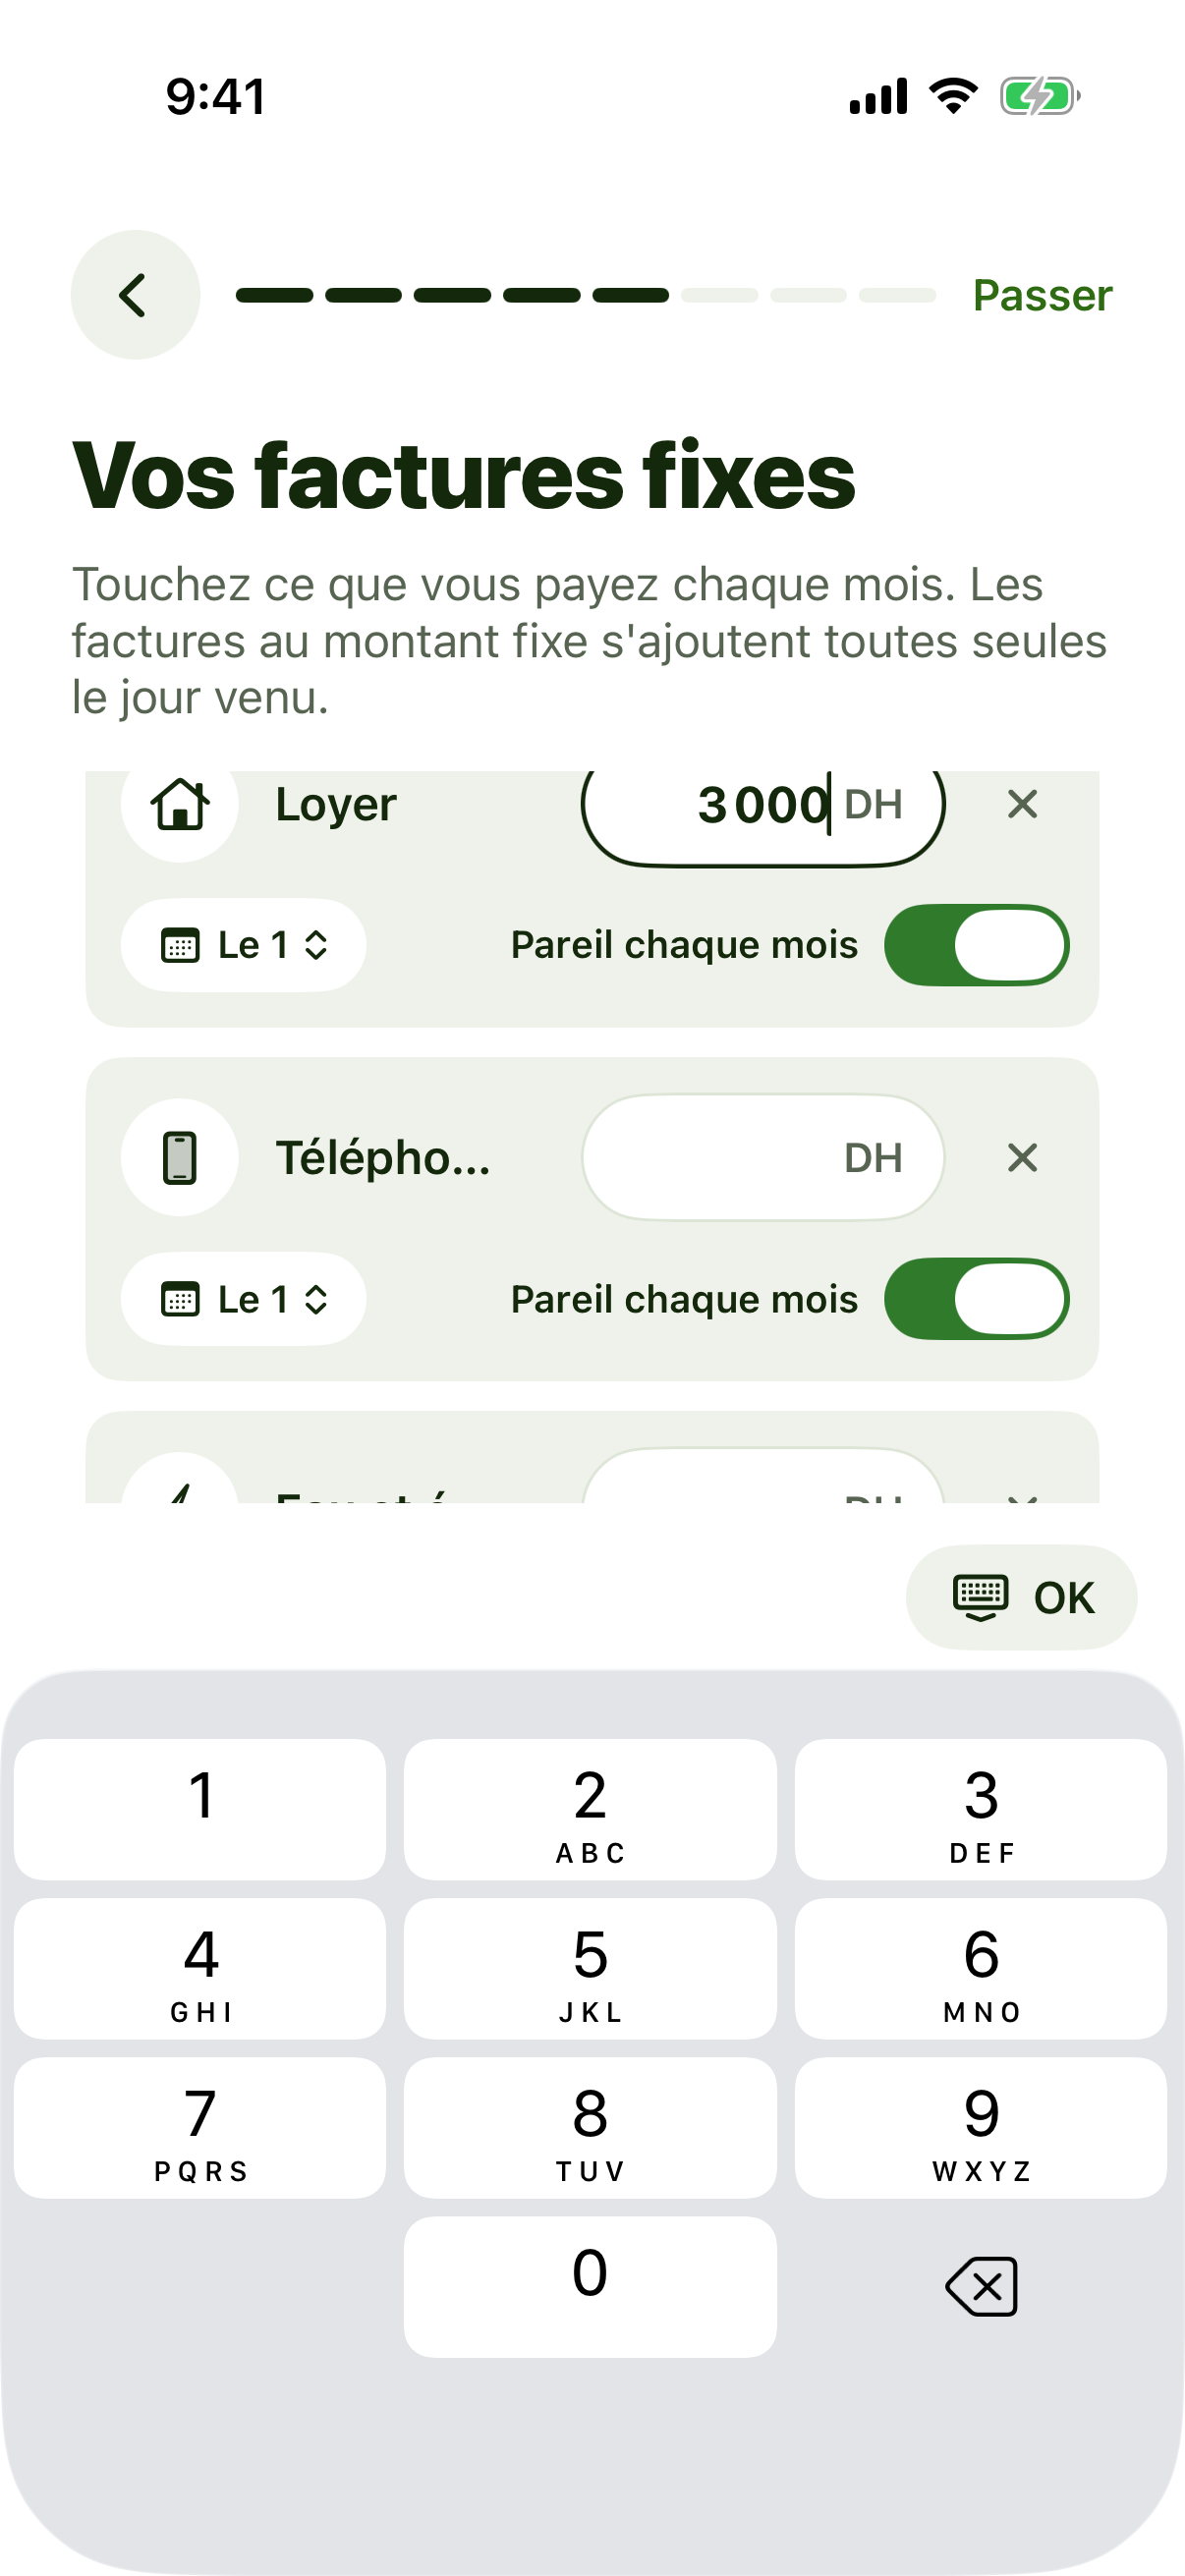 9:41
Passer
Vos factures fixes
Touchez ce que vous payez chaque mois. Les
factures au montant fixe s'ajoutent toutes seules
le jour venu.
Loyer 3 000 DH
Le 1 Pareil chaque mois
Télépho... DH
Le 1 Pareil chaque mois
DH
OK
1 2 3
ABC DEF
4 5 6
GHI JKL MNO
7 8 9
PQRS TUV WXYZ
0